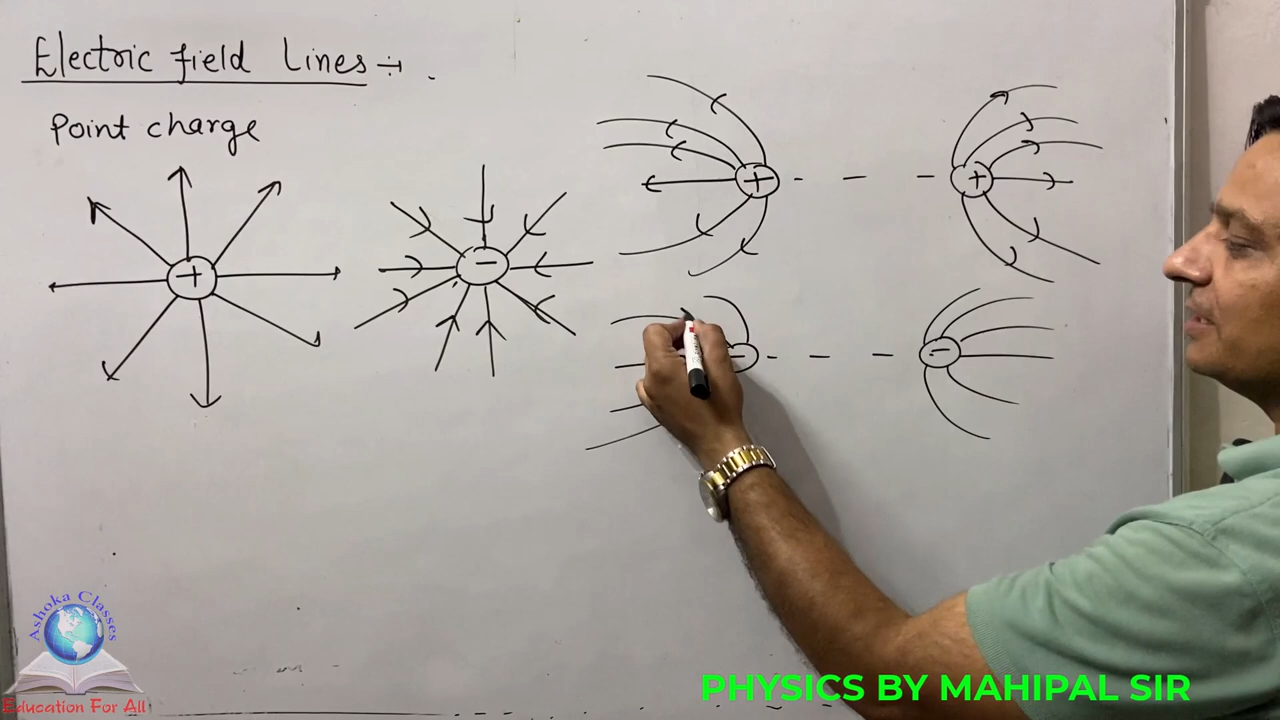 Electric field Lines ÷ .
Point charge
+
-
+ - - - +
- - - - -
Ashoka Classes
Education For All
PHYSICS BY MAHIPAL SIR